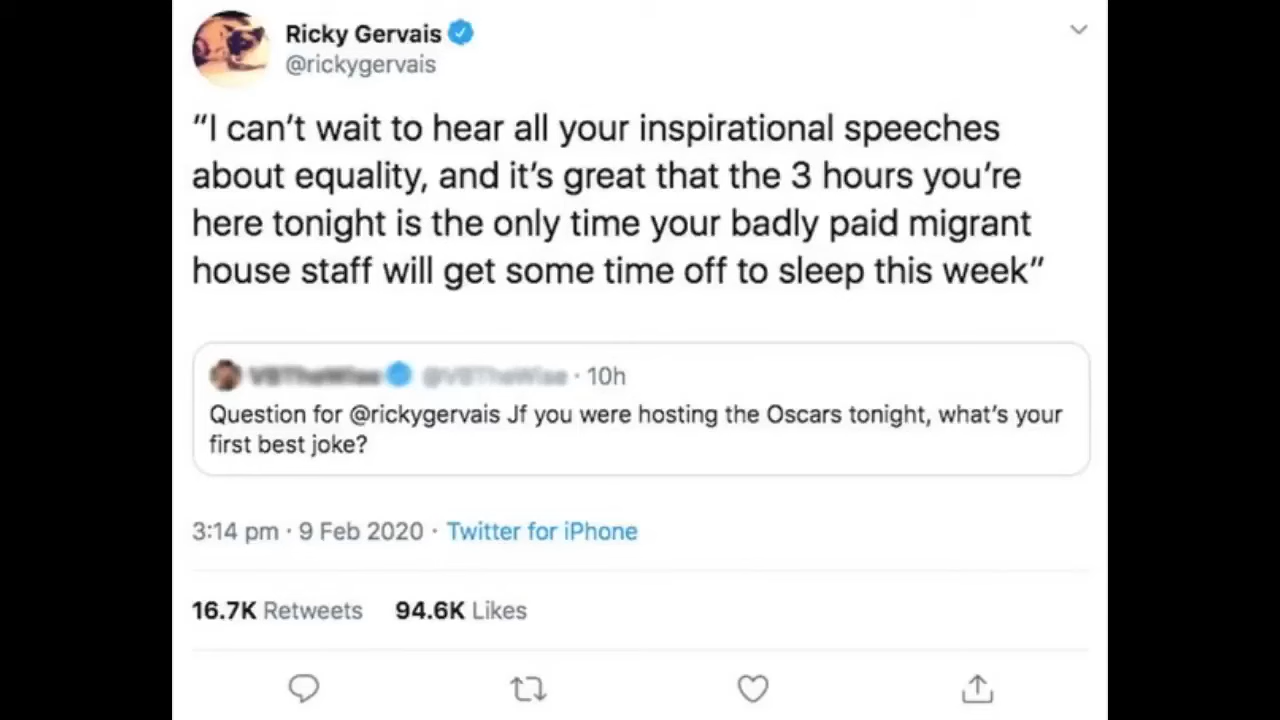 Ricky Gervais
@rickygervais
“I can’t wait to hear all your inspirational speeches
about equality, and it’s great that the 3 hours you’re
here tonight is the only time your badly paid migrant
house staff will get some time off to sleep this week”
· 10h
Question for @rickygervais Jf you were hosting the Oscars tonight, what’s your
first best joke?
3:14 pm · 9 Feb 2020 · Twitter for iPhone
16.7K Retweets 94.6K Likes